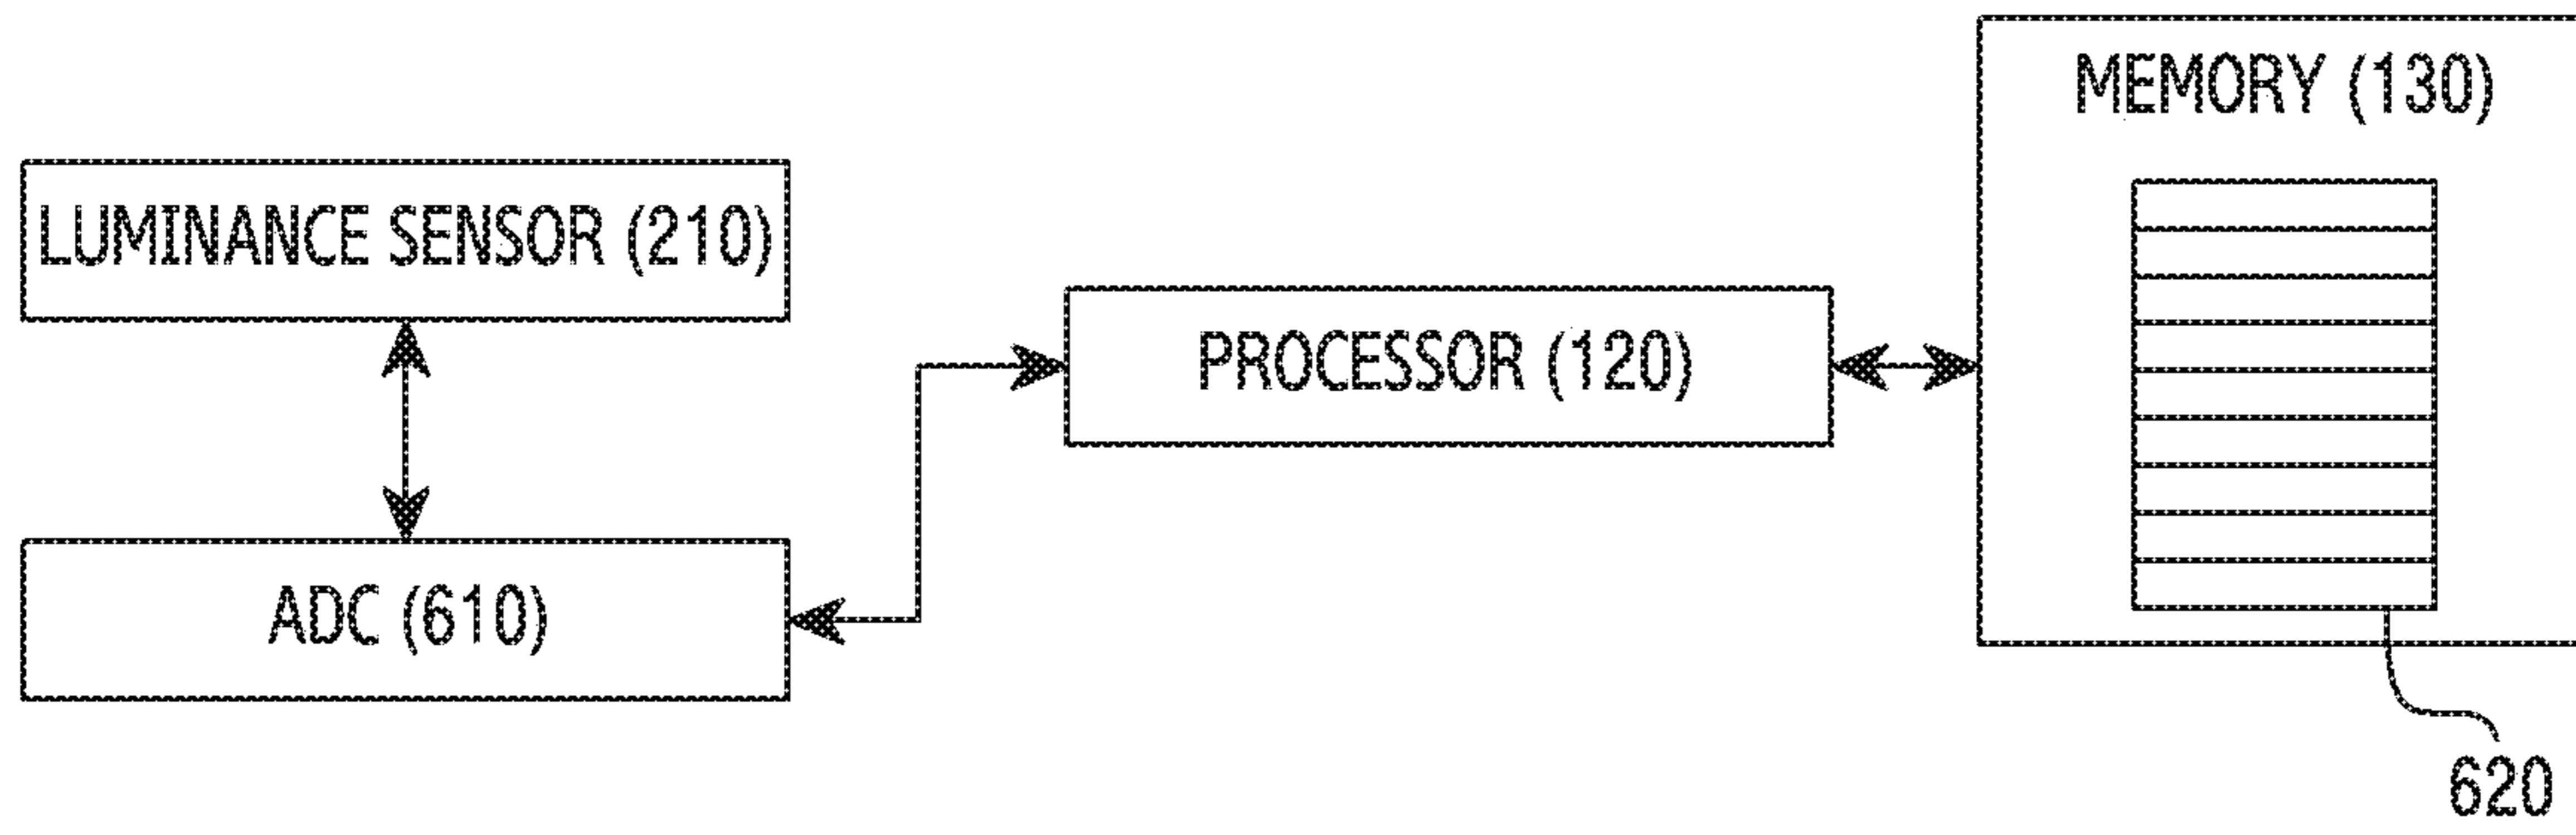 MEMORY (130)
LUMINANCE SENSOR (210)
PROCESSOR (120)
ADC (610)
620